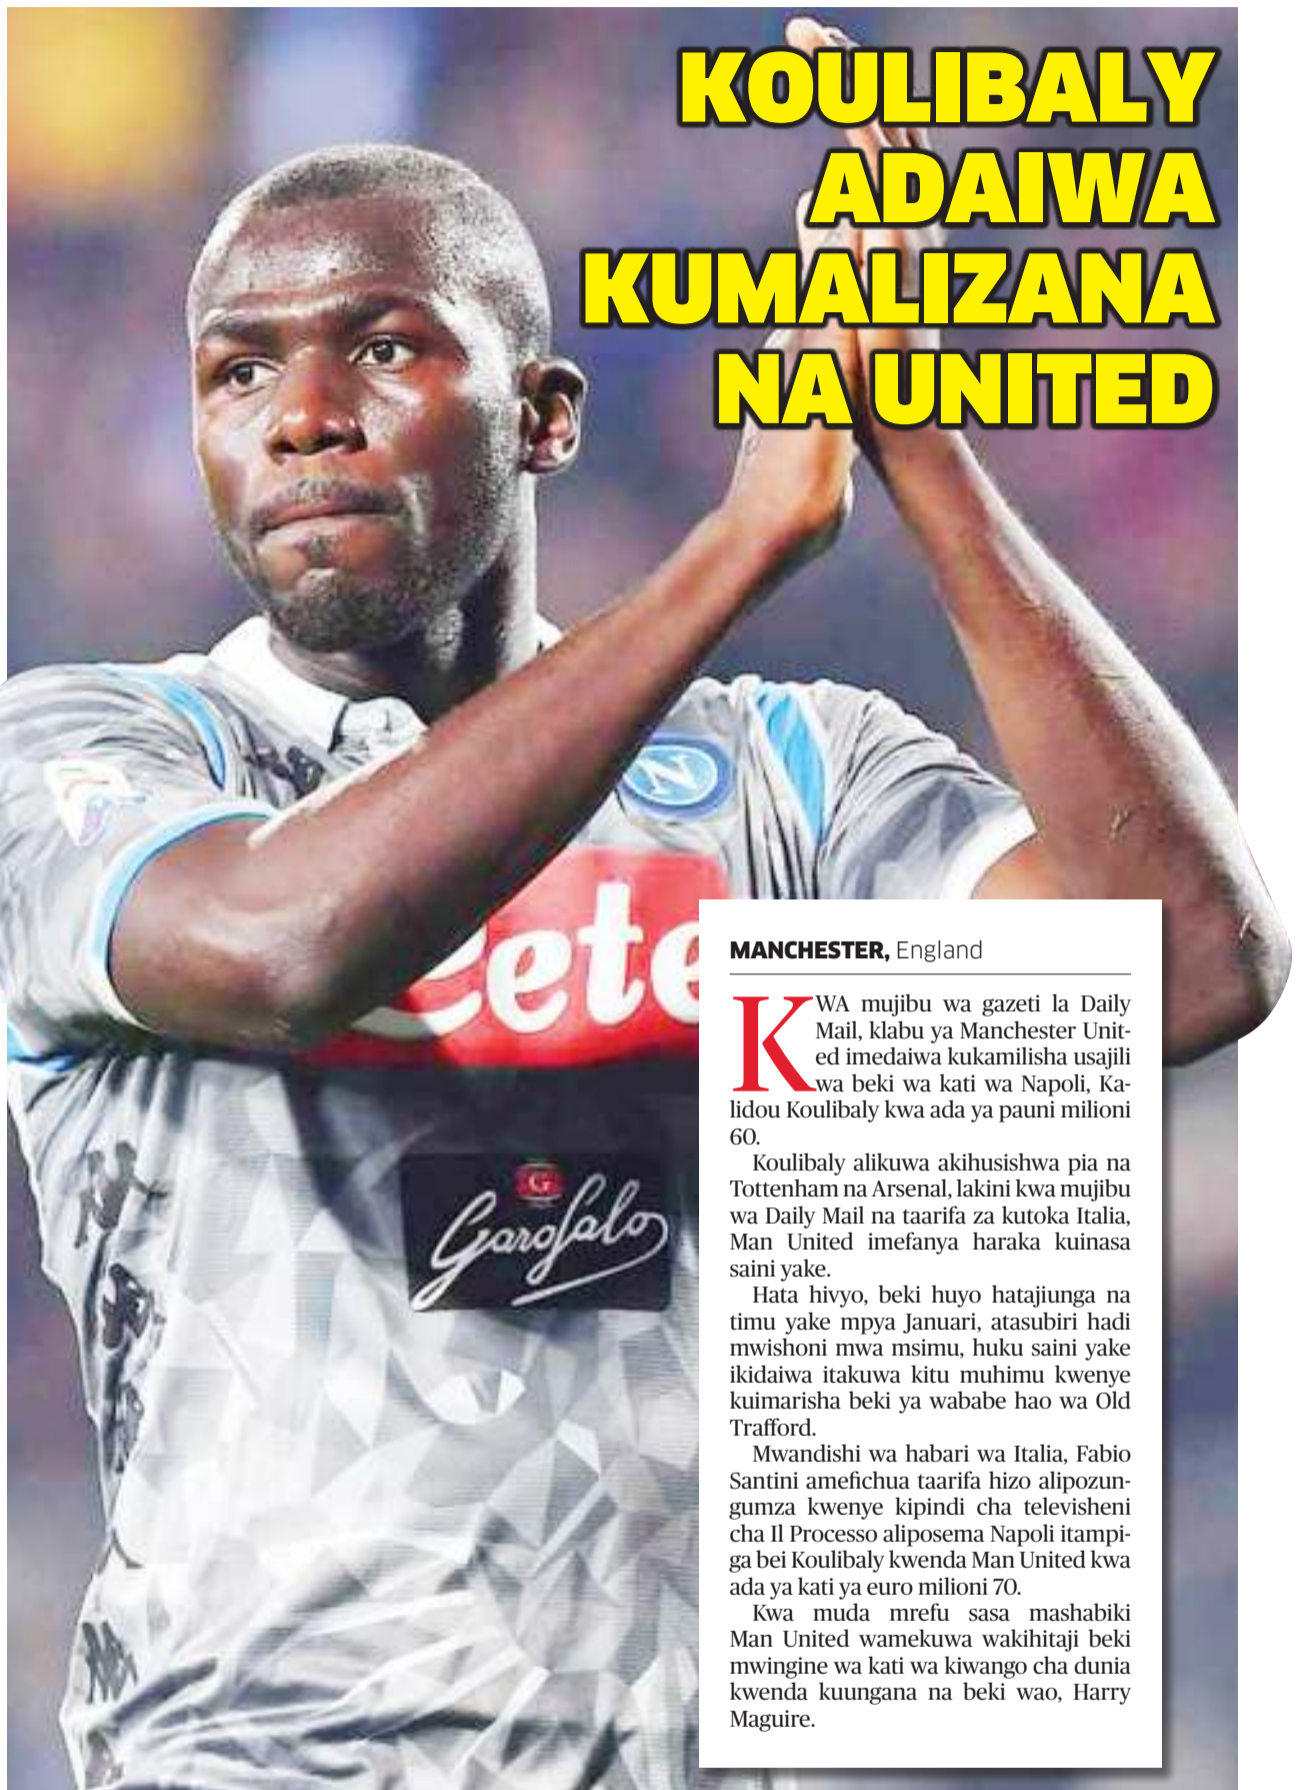 KOULIBALY
ADAIWA
KUMALIZANA
NA UNITED
N
ete
G
Garofalo
MANCHESTER, England
KWA mujibu wa gazeti la Daily
Mail, klabu ya Manchester Unit-
ed imedaiwa kukamilisha usajili
wa beki wa kati wa Napoli, Ka-
lidou Koulibaly kwa ada ya pauni milioni
60.
Koulibaly alikuwa akihusishwa pia na
Tottenham na Arsenal, lakini kwa mujibu
wa Daily Mail na taarifa za kutoka Italia,
Man United imefanya haraka kuinasa
saini yake.
Hata hivyo, beki huyo hatajiunga na
timu yake mpya Januari, atasubiri hadi
mwishoni mwa msimu, huku saini yake
ikidaiwa itakuwa kitu muhimu kwenye
kuimarisha beki ya wababe hao wa Old
Trafford.
Mwandishi wa habari wa Italia, Fabio
Santini amefichua taarifa hizo alipozun-
gumza kwenye kipindi cha televisheni
cha Il Processo aliposema Napoli itampi-
ga bei Koulibaly kwenda Man United kwa
ada ya kati ya euro milioni 70.
Kwa muda mrefu sasa mashabiki
Man United wamekuwa wakihitaji beki
mwingine wa kati wa kiwango cha dunia
kwenda kuungana na beki wao, Harry
Maguire.